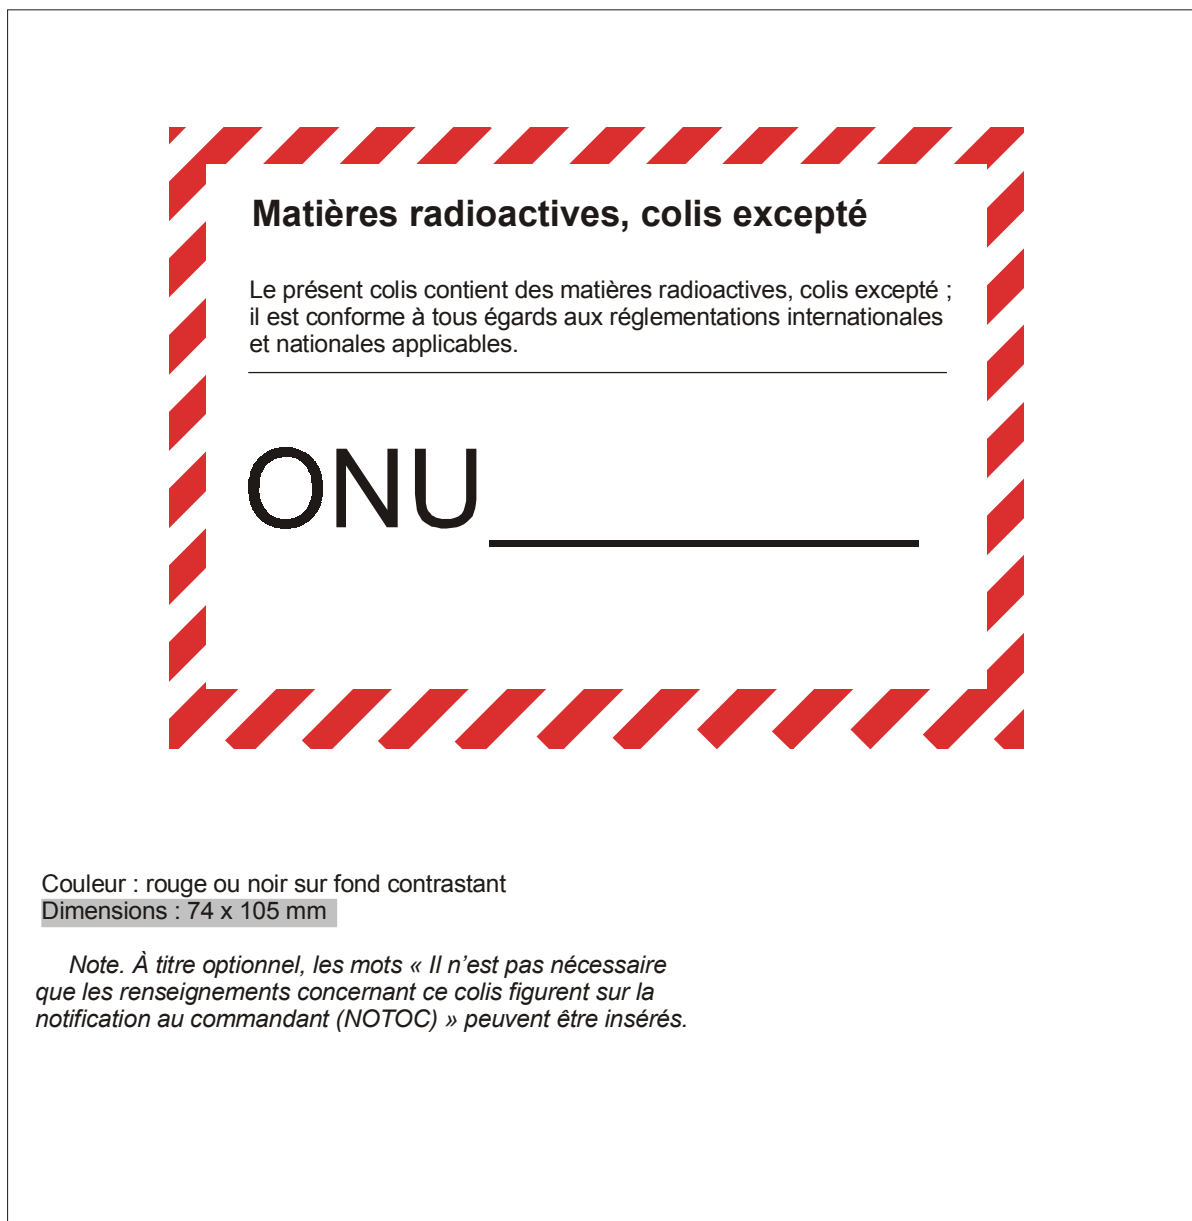 Matières radioactives, colis excepté
Le présent colis contient des matières radioactives, colis excepté ;
il est conforme à tous égards aux réglementations internationales
et nationales applicables.
ONU
Couleur : rouge ou noir sur fond contrastant
Dimensions : 74 x 105 mm
Note. À titre optionnel, les mots « Il n’est pas nécessaire
que les renseignements concernant ce colis figurent sur la
notification au commandant (NOTOC) » peuvent être insérés.